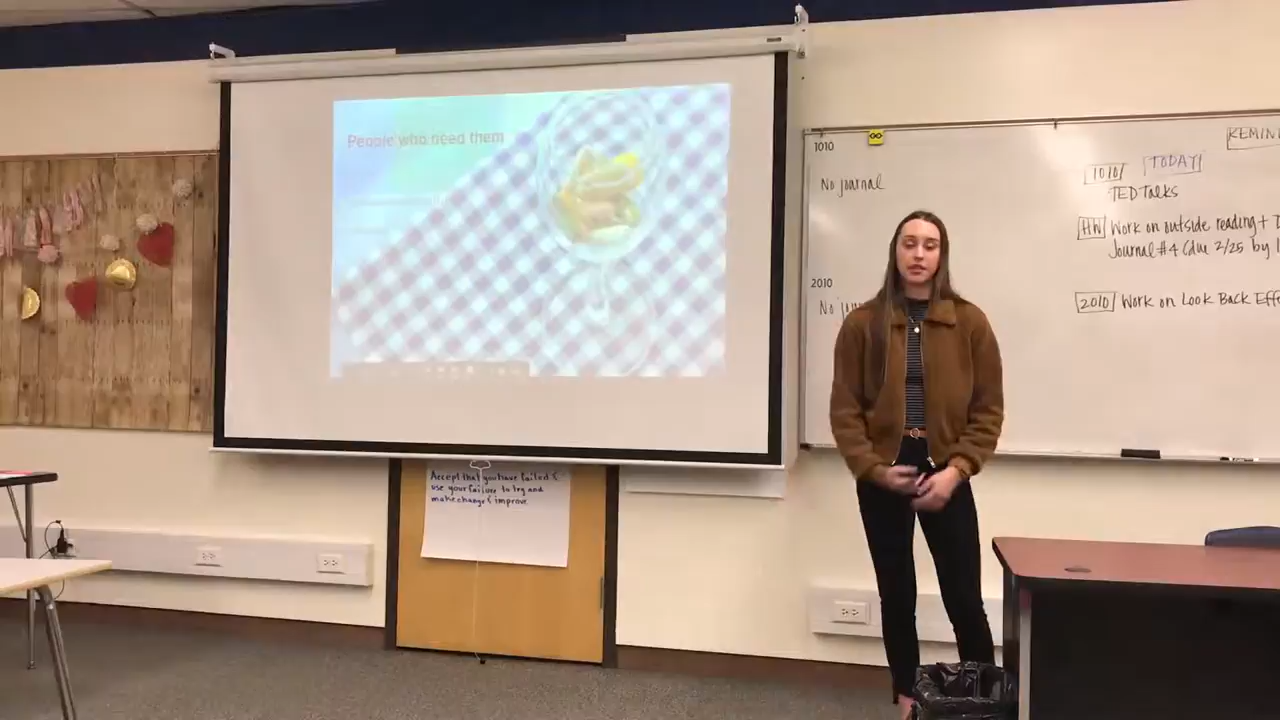 People who need them
1010
No journal
2010
No
TODAY
1010
TED Talks
HW Work on outside reading +
Journal #4 (due 2/25 by
2010 Work on Look Back
Accept that you have failed &
use your failure to try and
make change & improve